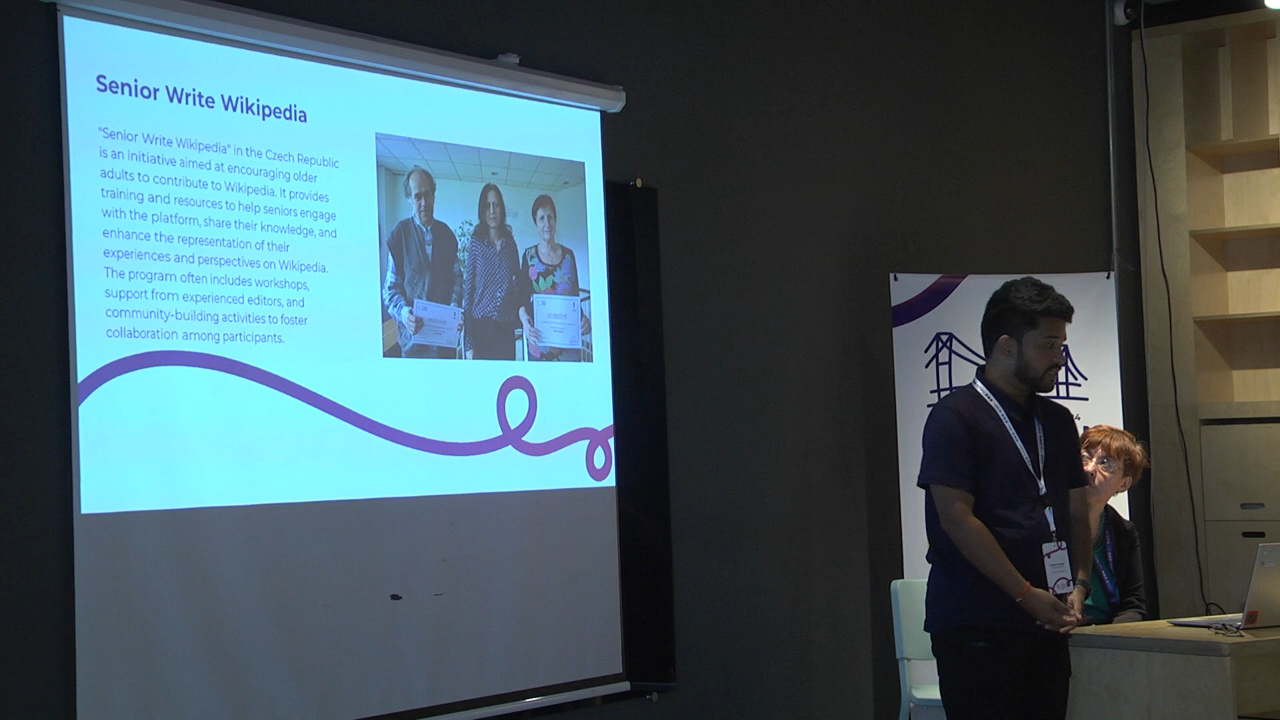 Senior Write Wikipedia
"Senior Write Wikipedia" in the Czech Republic
is an initiative aimed at encouraging older
adults to contribute to Wikipedia. It provides
training and resources to help seniors engage
with the platform, share their knowledge, and
enhance the representation of their
experiences and perspectives on Wikipedia.
The program often includes workshops,
support from experienced editors, and
community-building activities to foster
collaboration among participants.